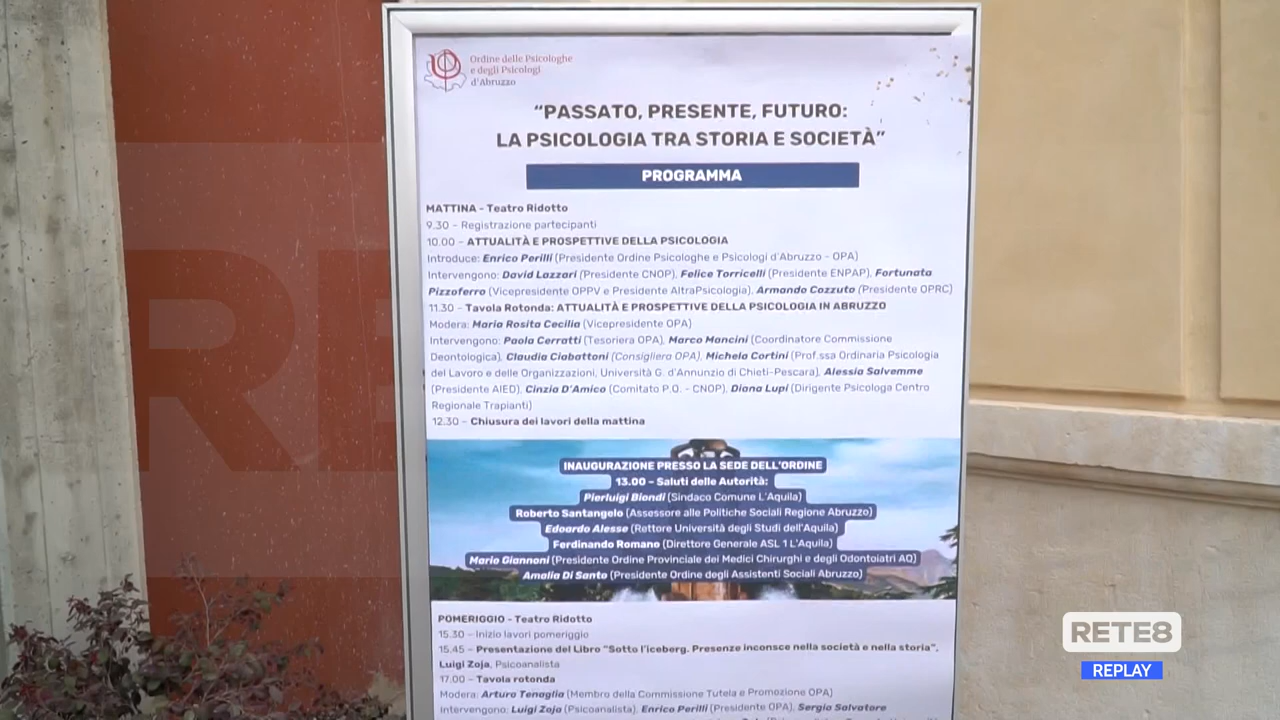 Ordine delle Psicologhe
e degli Psicologi
d'Abruzzo
“PASSATO, PRESENTE, FUTURO:
LA PSICOLOGIA TRA STORIA E SOCIETÀ”
PROGRAMMA
MATTINA - Teatro Ridotto
9.30 – Registrazione partecipanti
10.00 – ATTUALITÀ E PROSPETTIVE DELLA PSICOLOGIA
Introduce: Enrico Perilli (Presidente Ordine Psicologhe e Psicologi d'Abruzzo - OPA)
Intervengono: David Lazzari (Presidente CNOP), Felice Torricelli (Presidente ENPAP), Fortunata
Pizzoferro (Vicepresidente OPPV e Presidente AltraPsicologia), Armando Cozzuto (Presidente OPRC)
11.30 – Tavola Rotonda: ATTUALITÀ E PROSPETTIVE DELLA PSICOLOGIA IN ABRUZZO
Modera: Maria Rosita Cecilia (Vicepresidente OPA)
Intervengono: Paola Cerratti (Tesoriera OPA), Marco Mancini (Coordinatore Commissione
Deontologica), Claudia Ciabattoni (Consigliera OPA), Michela Cortini (Prof.ssa Ordinaria Psicologia
del Lavoro e delle Organizzazioni, Università G. d'Annunzio di Chieti-Pescara), Alessia Salvemme
(Presidente AIED), Cinzia D'Amico (Comitato P.O. - CNOP), Diana Lupi (Dirigente Psicologa Centro
Regionale Trapianti)
12.30 – Chiusura dei lavori della mattina
INAUGURAZIONE PRESSO LA SEDE DELL'ORDINE
13.00 – Saluti delle Autorità:
Pierluigi Biondi (Sindaco Comune L'Aquila)
Roberto Santangelo (Assessore alle Politiche Sociali Regione Abruzzo)
Edoardo Alesse (Rettore Università degli Studi dell'Aquila)
Ferdinando Romano (Direttore Generale ASL 1 L'Aquila)
Mario Giannoni (Presidente Ordine Provinciale dei Medici Chirurghi e degli Odontoiatri AQ)
Amalia Di Santo (Presidente Ordine degli Assistenti Sociali Abruzzo)
POMERIGGIO - Teatro Ridotto
15.30 – Inizio lavori pomeriggio
15.45 – Presentazione del Libro "Sotto l'iceberg. Presenze inconsce nella società e nella storia",
Luigi Zoja, Psicoanalista
17.00 – Tavola rotonda
Modera: Arturo Tenaglia (Membro della Commissione Tutela e Promozione OPA)
Intervengono: Luigi Zoja (Psicoanalista), Enrico Perilli (Presidente OPA), Sergio Salvatore
RETE8
REPLAY